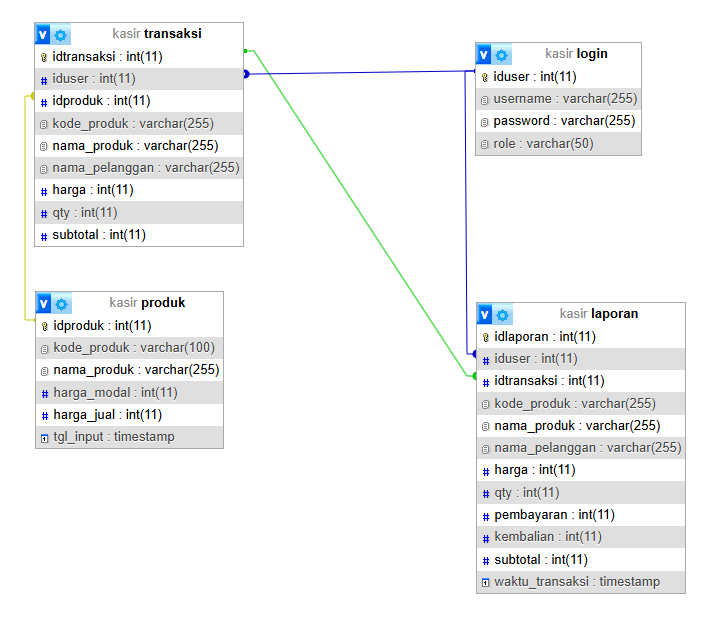 v kasir transaksi
idtransaksi : int(11)
# iduser : int(11)
# idproduk : int(11)
kode_produk : varchar(255)
nama_produk : varchar(255)
nama_pelanggan : varchar(255)
# harga : int(11)
# qty : int(11)
# subtotal : int(11)
v kasir produk
idproduk : int(11)
kode_produk : varchar(100)
nama_produk : varchar(255)
# harga_modal : int(11)
# harga_jual : int(11)
tgl_input : timestamp
v kasir login
iduser : int(11)
username : varchar(255)
password : varchar(255)
role : varchar(50)
v kasir laporan
idlaporan : int(11)
# iduser : int(11)
# idtransaksi : int(11)
kode_produk : varchar(255)
nama_produk : varchar(255)
nama_pelanggan : varchar(255)
# harga : int(11)
# qty : int(11)
# pembayaran : int(11)
# kembalian : int(11)
# subtotal : int(11)
waktu_transaksi : timestamp